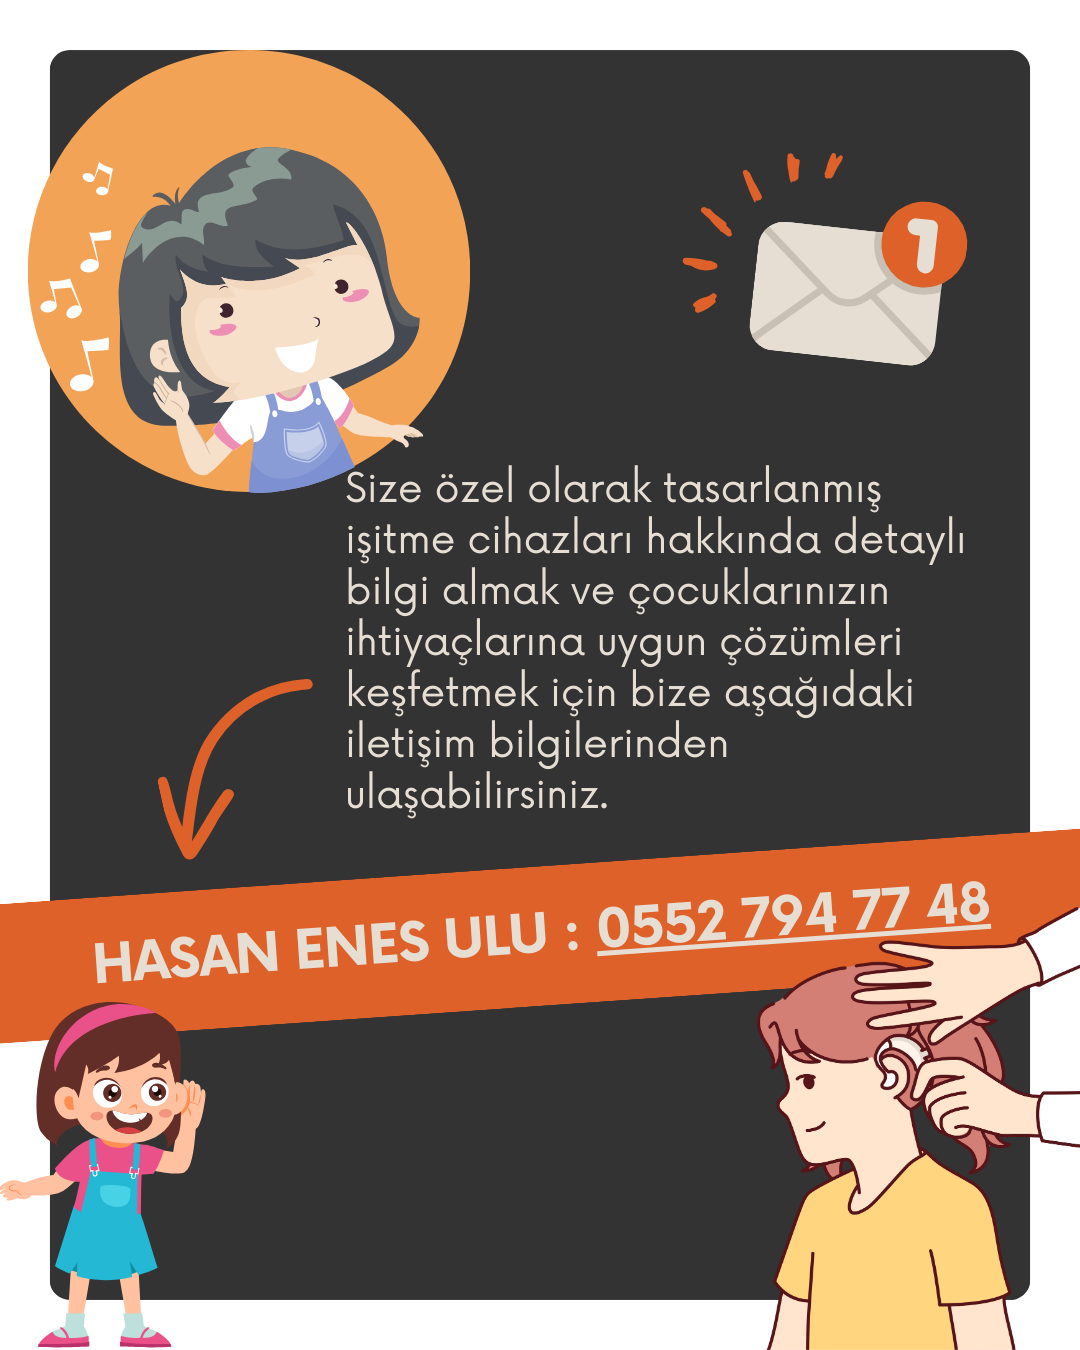 1
Size özel olarak tasarlanmış
işitme cihazları hakkında detaylı
bilgi almak ve çocuklarınızın
ihtiyaçlarına uygun çözümleri
keşfetmek için bize aşağıdaki
iletişim bilgilerinden
ulaşabilirsiniz.
HASAN ENES ULU : 0552 794 77 48